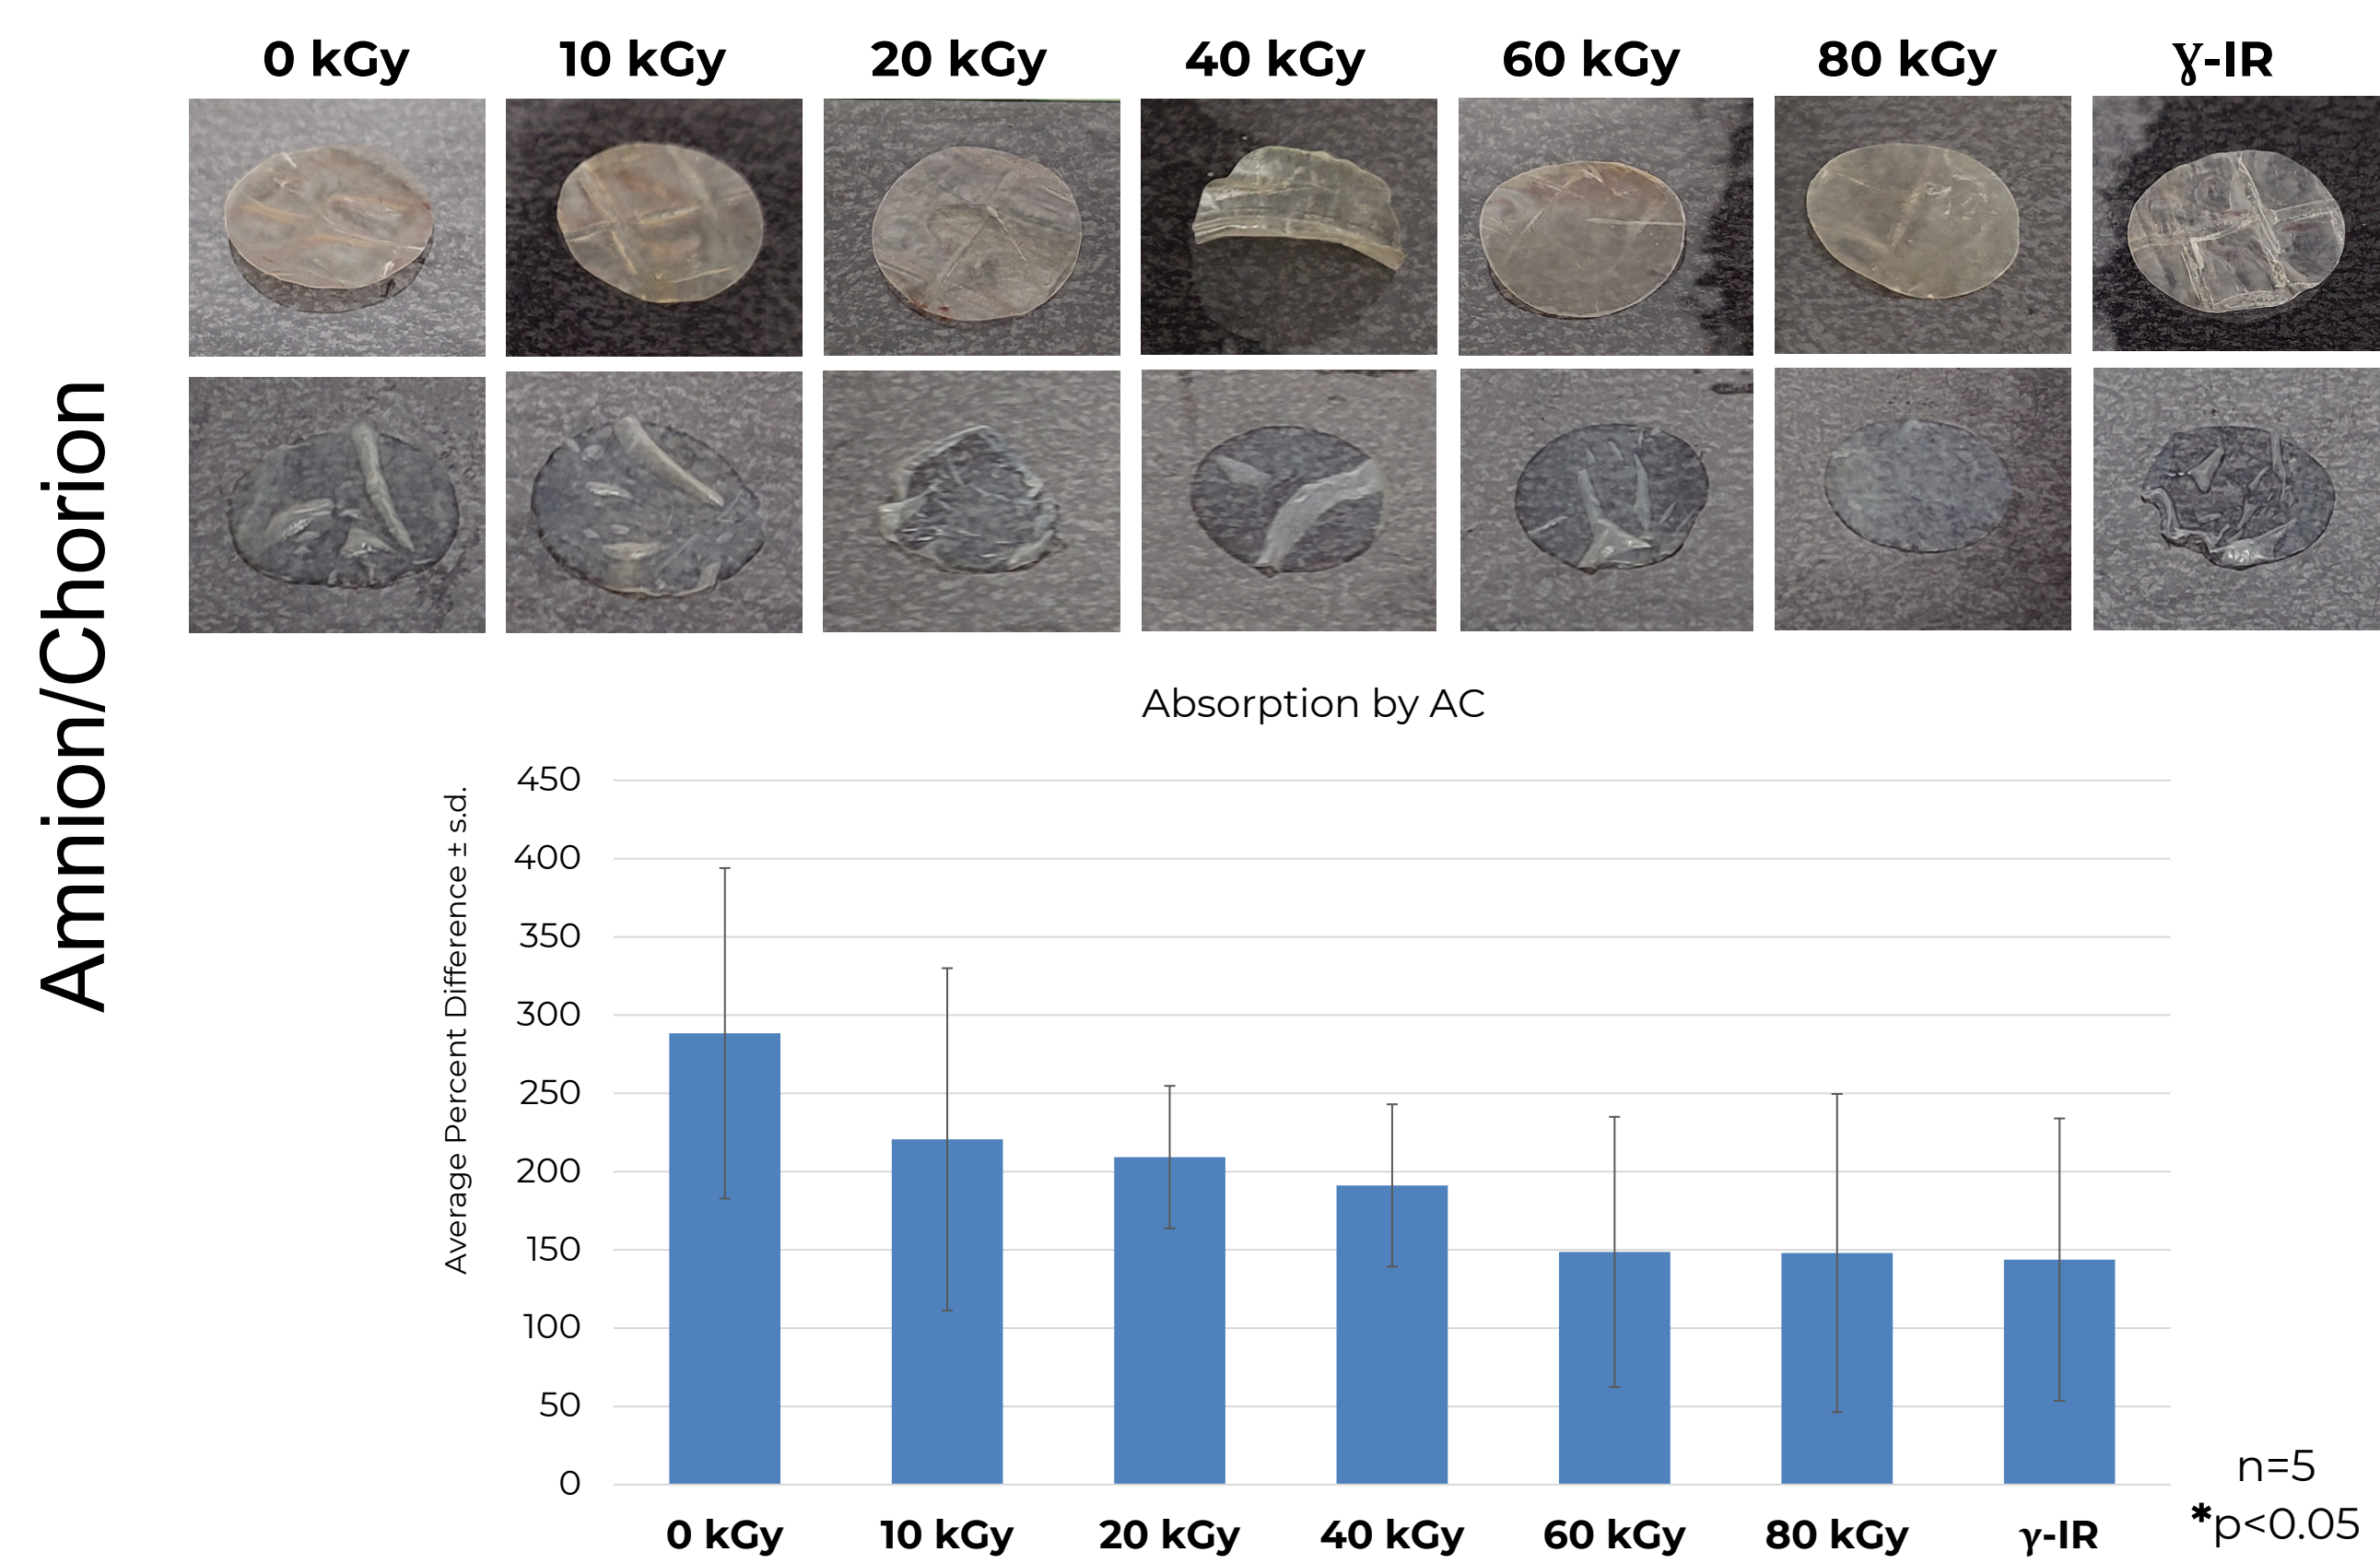 0 kGy
10 kGy
20 kGy
40 kGy
60 kGy
80 kGy
Ɣ-IR
Amnion/Chorion
Absorption by AC
Average Percent Difference ± s.d.
450
400
350
300
250
200
150
100
50
0
0 kGy
10 kGy
20 kGy
40 kGy
60 kGy
80 kGy
γ-IR
n=5
*p<0.05